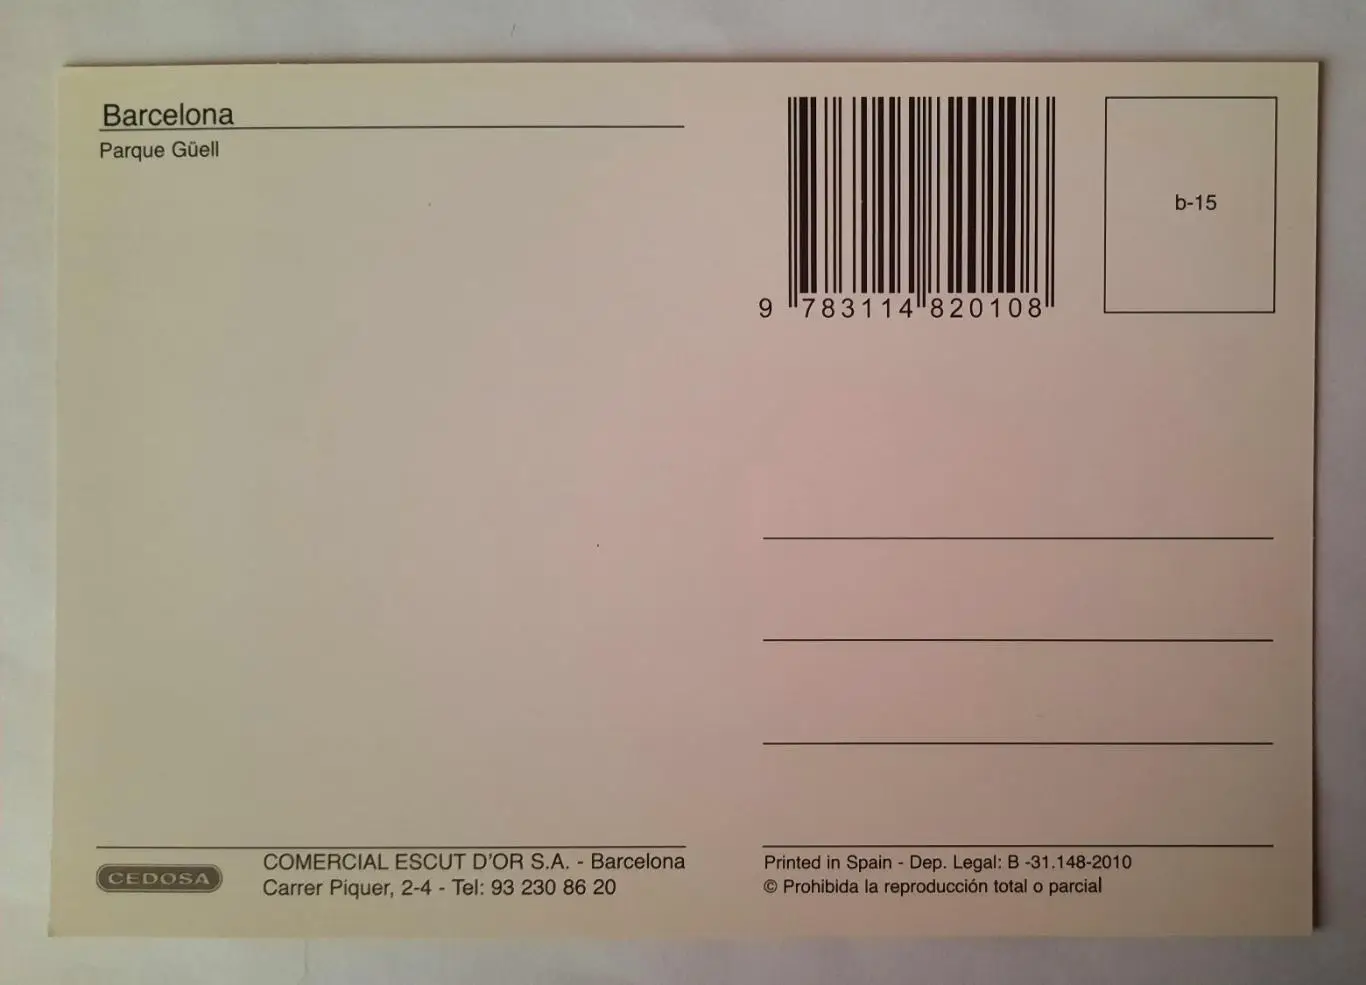 Barcelona
Parque Güell
9 783114 820108
b-15
CEDOSA
COMERCIAL ESCUT D'OR S.A. - Barcelona
Carrer Piquer, 2-4 - Tel: 93 230 86 20
Printed in Spain - Dep. Legal: B -31.148-2010
© Prohibida la reproducción total o parcial